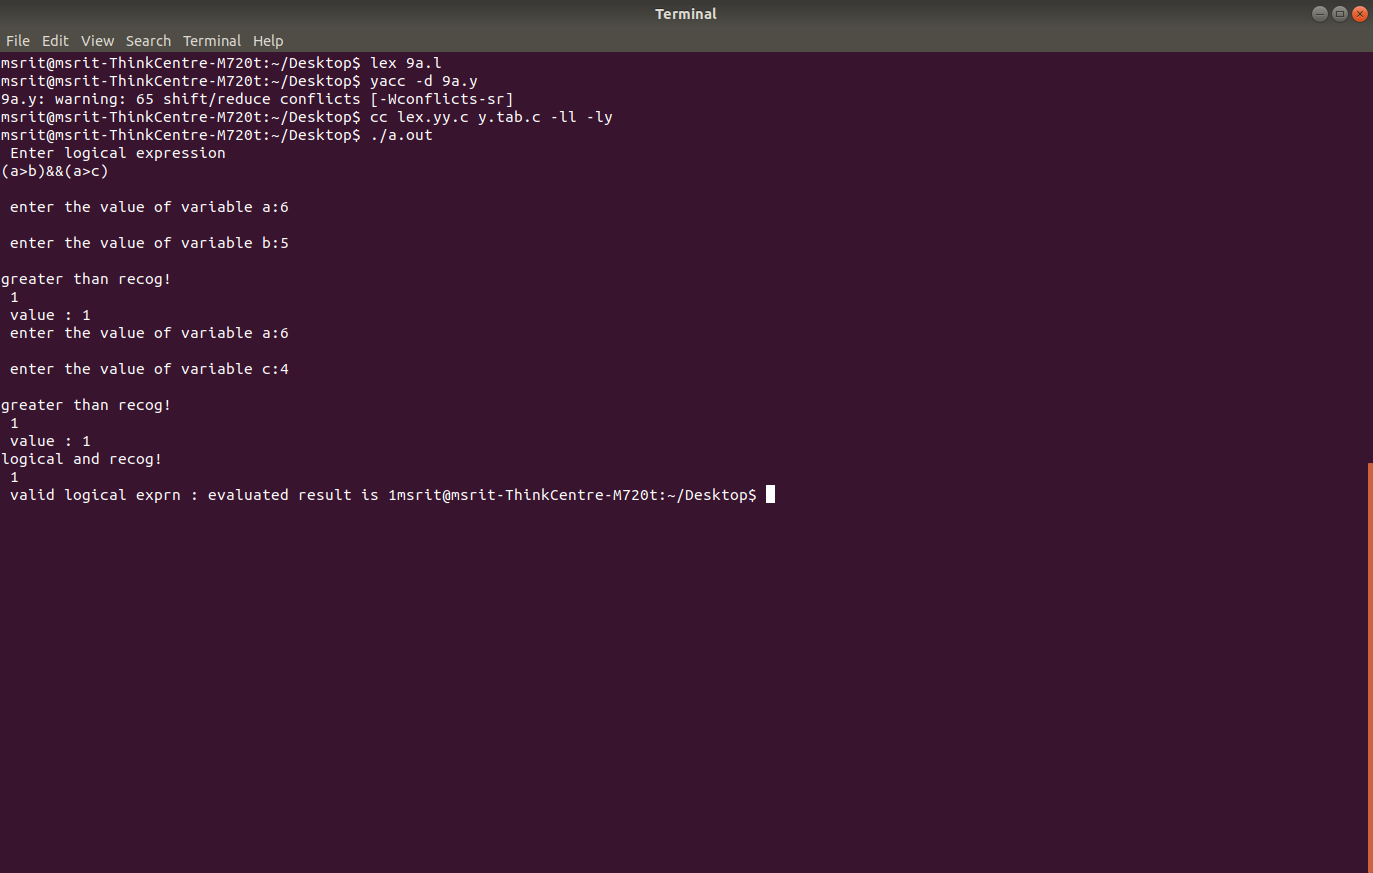 Terminal
File Edit View Search Terminal Help
msrit@msrit-ThinkCentre-M720t:~/Desktop$ lex 9a.l
msrit@msrit-ThinkCentre-M720t:~/Desktop$ yacc -d 9a.y
9a.y: warning: 65 shift/reduce conflicts [-Wconflicts-sr]
msrit@msrit-ThinkCentre-M720t:~/Desktop$ cc lex.yy.c y.tab.c -ll -ly
msrit@msrit-ThinkCentre-M720t:~/Desktop$ ./a.out
 Enter logical expression
(a>b)&&(a>c)
 enter the value of variable a:6
 enter the value of variable b:5
greater than recog!
 1
 value : 1
 enter the value of variable a:6
 enter the value of variable c:4
greater than recog!
 1
 value : 1
logical and recog!
 1
 valid logical exprn : evaluated result is 1msrit@msrit-ThinkCentre-M720t:~/Desktop$